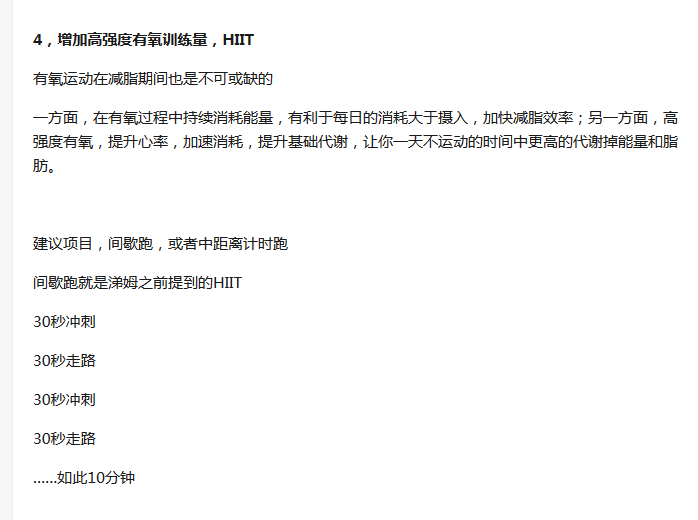 4，增加高强度有氧训练量，HIIT
有氧运动在减脂期间也是不可或缺的
一方面，在有氧过程中持续消耗能量，有利于每日的消耗大于摄入，加快减脂效率；另一方面，高
强度有氧，提升心率，加速消耗，提升基础代谢，让你一天不运动的时间中更高的代谢掉能量和脂
肪。
建议项目，间歇跑，或者中距离计时跑
间歇跑就是涕姆之前提到的HIIT
30秒冲刺
30秒走路
30秒冲刺
30秒走路
……如此10分钟